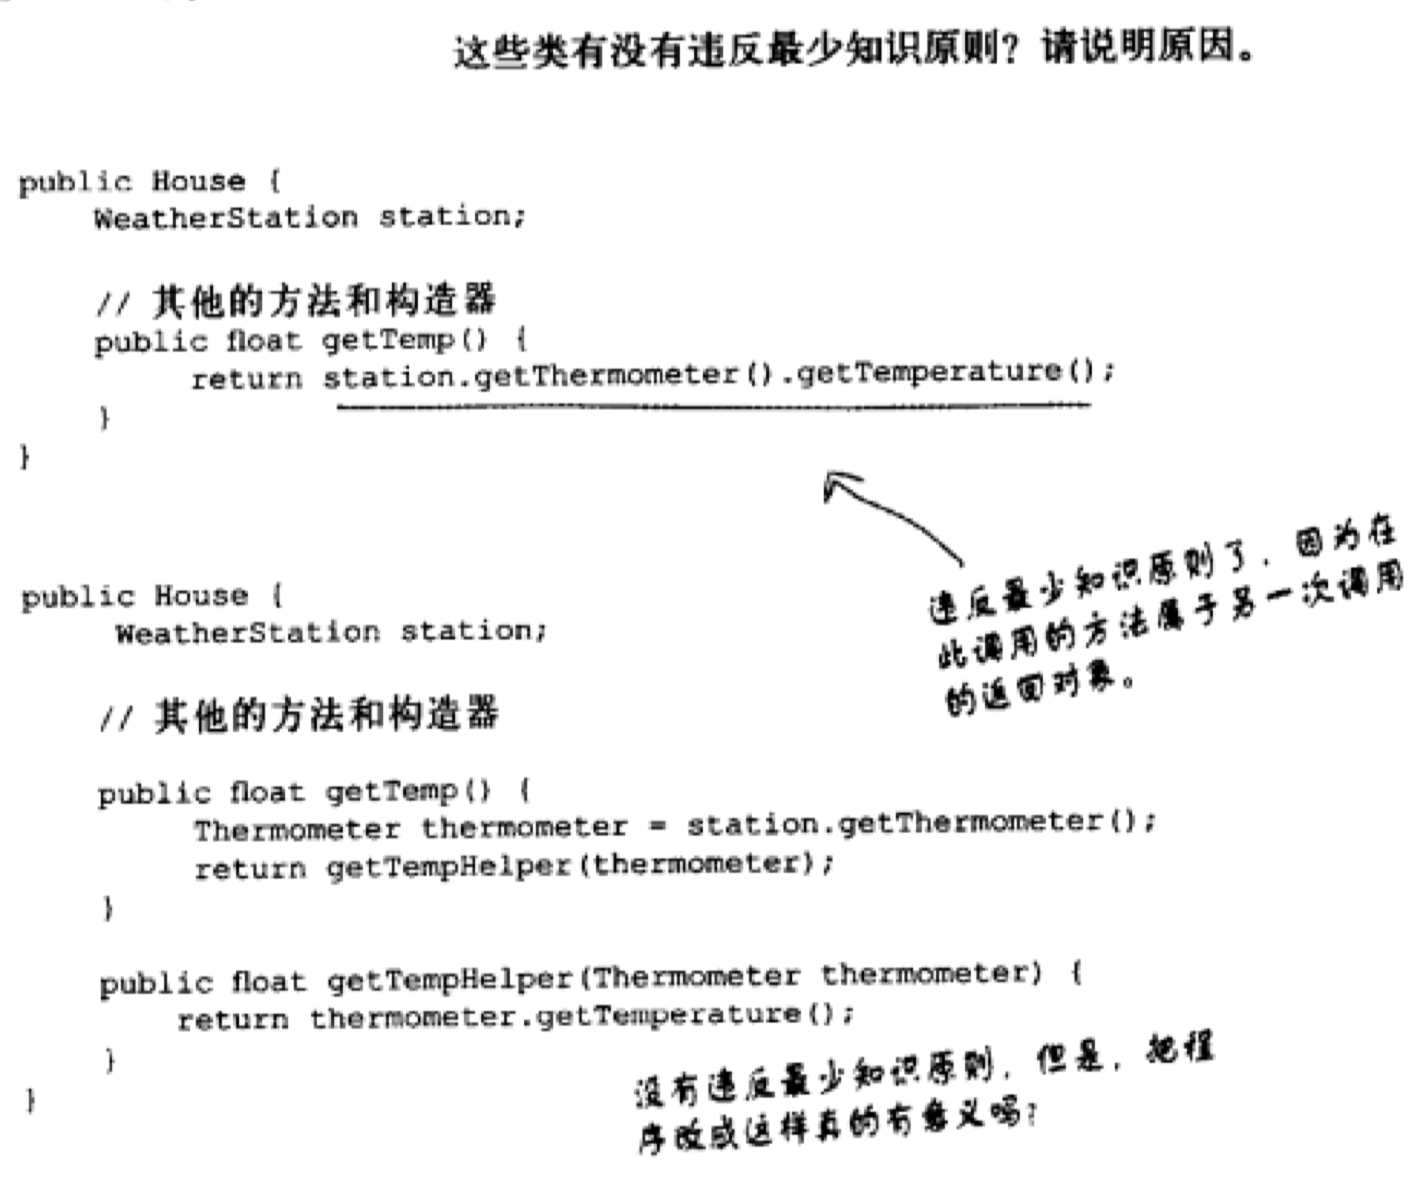 这些类有没有违反最少知识原则？请说明原因。
public House {
WeatherStation station;
// 其他的方法和构造器
public float getTemp() {
return station.getThermometer().getTemperature();
}
}
违反最少知识原则了，因为在
此调用的方法属于另一次调用
的返回对象。
public House {
WeatherStation station;
// 其他的方法和构造器
public float getTemp() {
Thermometer thermometer = station.getThermometer();
return getTempHelper(thermometer);
}
public float getTempHelper(Thermometer thermometer) {
return thermometer.getTemperature();
}
}
没有违反最少知识原则，但是，把程
序改成这样真的有意义吗？